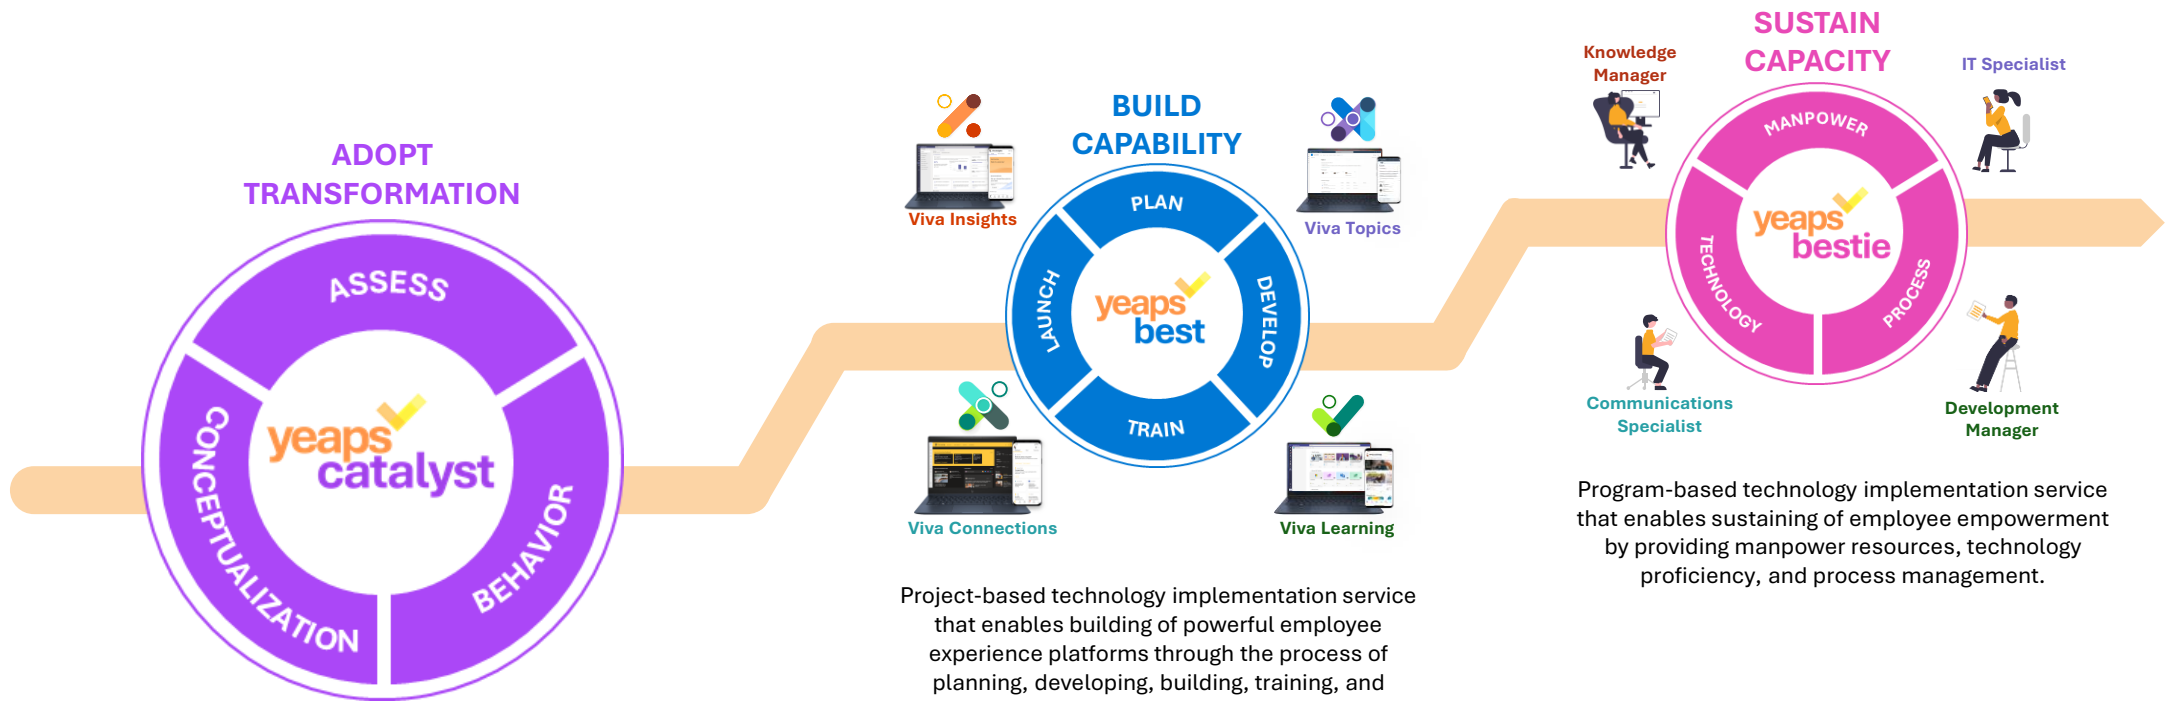 ADOPT
TRANSFORMATION
ASSESS
BEHAVIOR
CONCEPTUALIZATION
yeaps
catalyst
BUILD
CAPABILITY
PLAN
DEVELOP
TRAIN
LAUNCH
yeaps
best
Viva Insights
Viva Topics
Viva Connections
Viva Learning
Project-based technology implementation service
that enables building of powerful employee
experience platforms through the process of
planning, developing, building, training, and
SUSTAIN
CAPACITY
MANPOWER
PROCESS
TECHNOLOGY
yeaps
bestie
Knowledge
Manager
IT Specialist
Communications
Specialist
Development
Manager
Program-based technology implementation service
that enables sustaining of employee empowerment
by providing manpower resources, technology
proficiency, and process management.